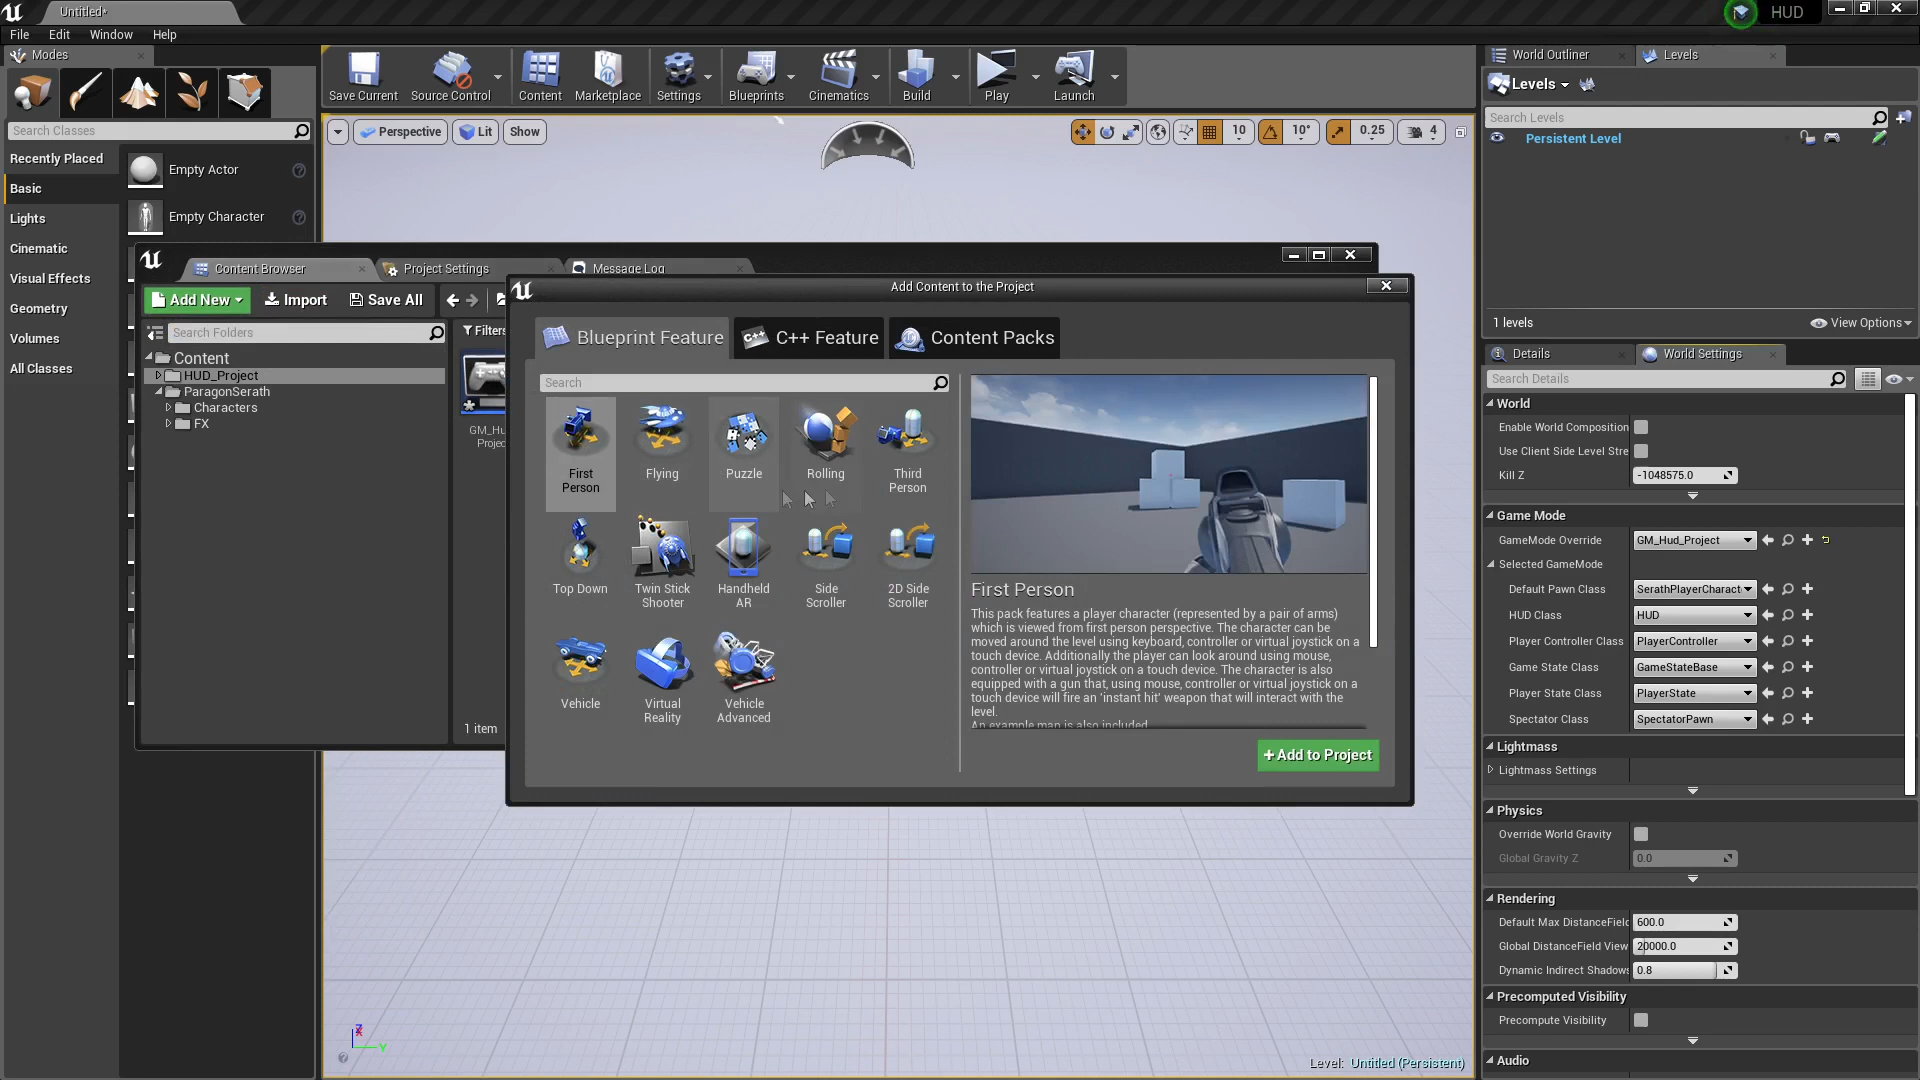 Untitled*
HUD
File Edit Window Help
Modes
Search Classes
Recently Placed
Basic
Lights
Cinematic
Visual Effects
Geometry
Volumes
All Classes
Empty Actor
Empty Character
Save Current
Source Control
Content
Marketplace
Settings
Blueprints
Cinematics
Build
Play
Launch
Perspective
Lit
Show
10
10°
0.25
4
Content Browser
Project Settings
Message Log
Add New
Import
Save All
Search Folders
Filters
Content
HUD_Project
ParagonSerath
Characters
FX
GM_Hu
Projec
1 item
Add Content to the Project
Blueprint Feature
C++ Feature
Content Packs
Search
First
Person
Flying
Puzzle
Rolling
Third
Person
Top Down
Twin Stick
Shooter
Handheld
AR
Side
Scroller
2D Side
Scroller
Vehicle
Virtual
Reality
Vehicle
Advanced
First Person
This pack features a player character (represented by a pair of arms)
which is viewed from first person perspective. The character can be
moved around the level using keyboard, controller or virtual joystick on a
touch device. Additionally the player can look around using mouse,
controller or virtual joystick on a touch device. The character is also
equipped with a gun that, using mouse, controller or virtual joystick on a
touch device will fire an 'instant hit' weapon that will interact with the
level.
An example map is also included
+Add to Project
Z
X
Y
Level: Untitled (Persistent)
World Outliner
Levels
Levels
Search Levels
Persistent Level
1 levels
View Options
Details
World Settings
Search Details
World
Enable World Composition
Use Client Side Level Stre
Kill Z -1048575.0
Game Mode
GameMode Override GM_Hud_Project
Selected GameMode
Default Pawn Class SerathPlayerCharact
HUD Class HUD
Player Controller Class PlayerController
Game State Class GameStateBase
Player State Class PlayerState
Spectator Class SpectatorPawn
Lightmass
Lightmass Settings
Physics
Override World Gravity
Global Gravity Z 0.0
Rendering
Default Max DistanceField 600.0
Global DistanceField View 20000.0
Dynamic Indirect Shadows 0.8
Precomputed Visibility
Precompute Visibility
Audio